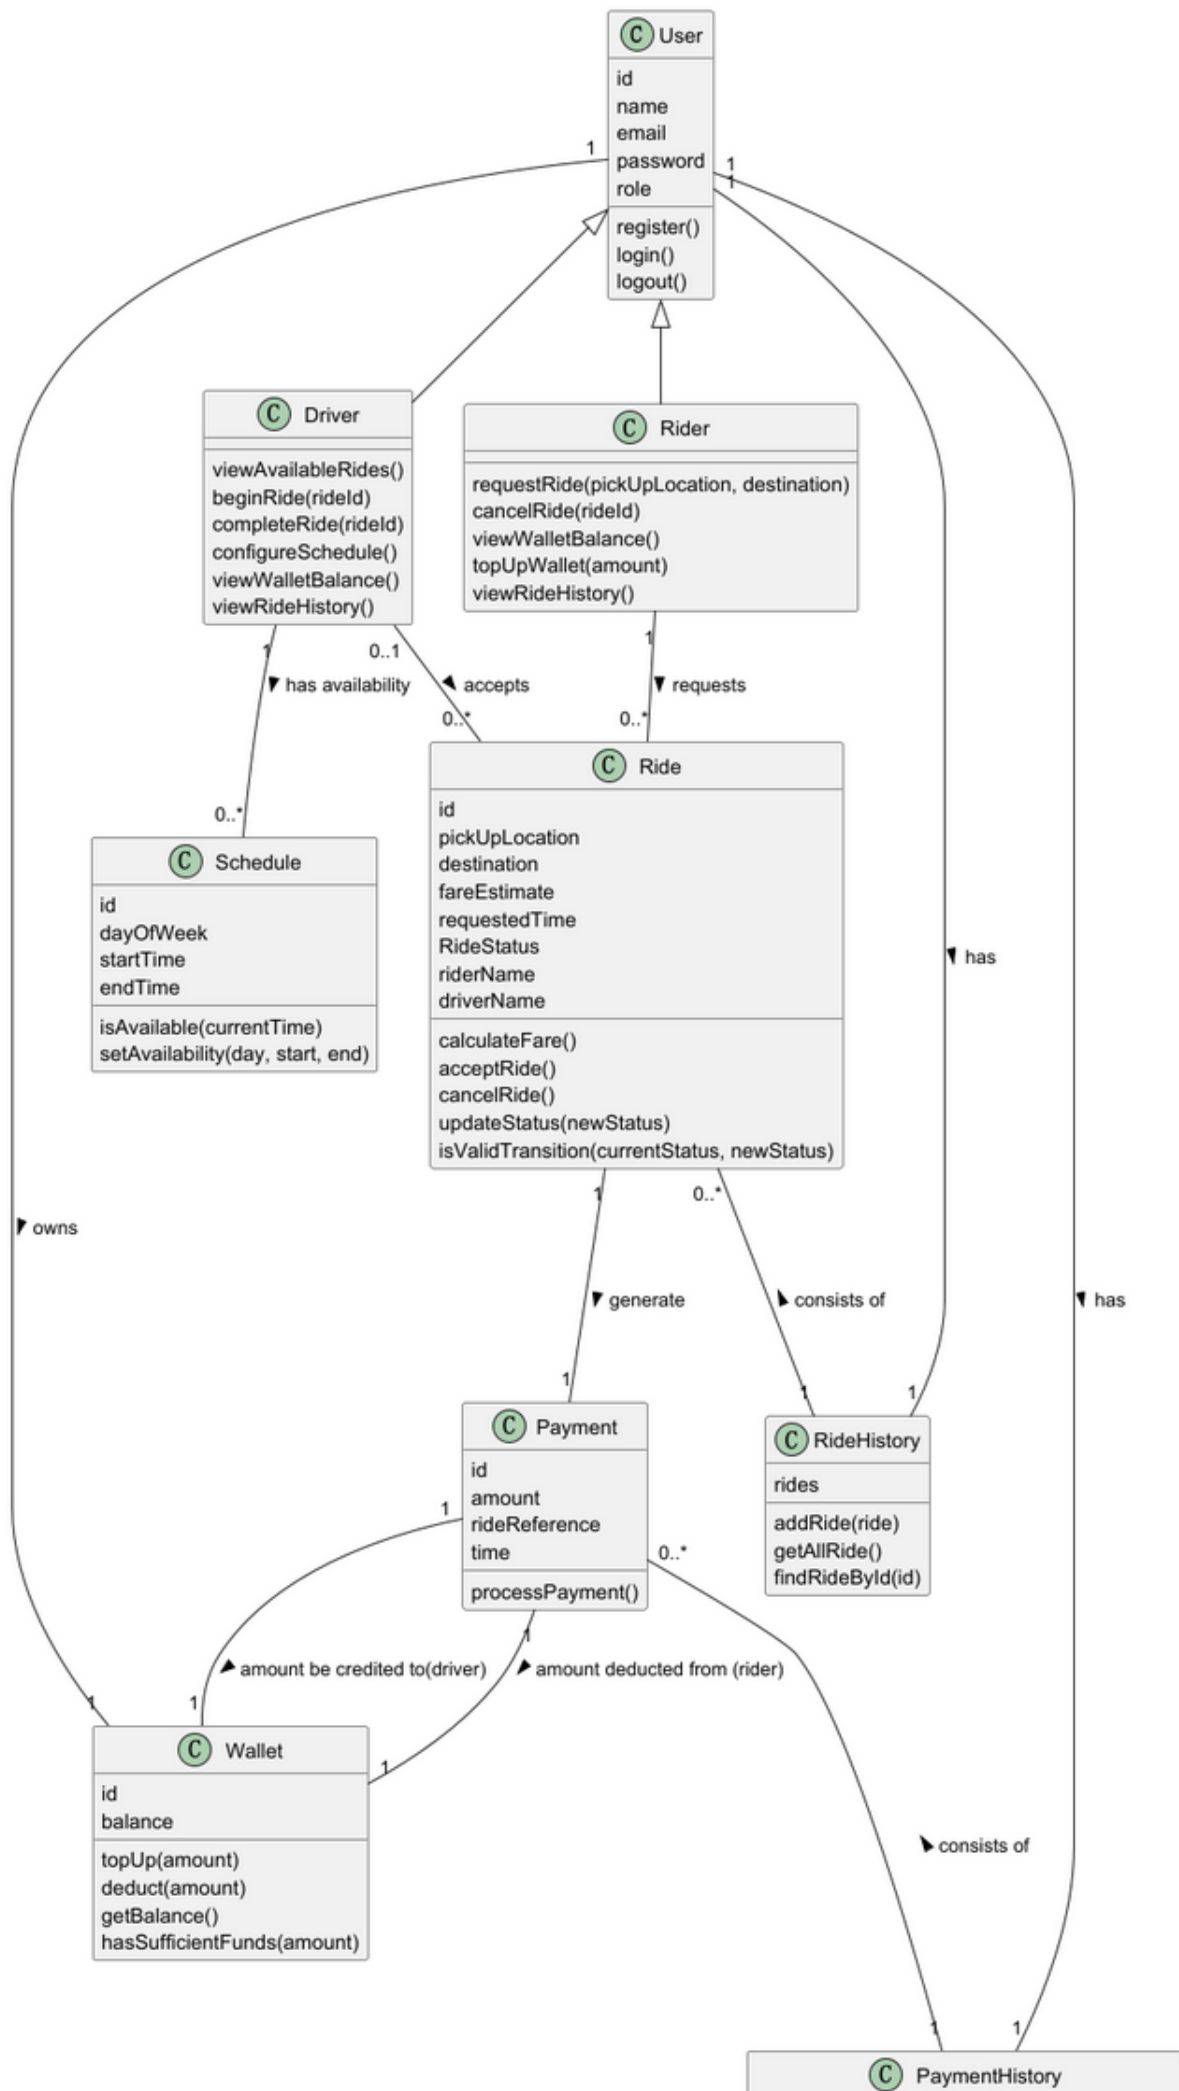 C User
id
name
email
password
role
register()
login()
logout()
1
1
1
C Driver
viewAvailableRides()
beginRide(rideId)
completeRide(rideId)
configureSchedule()
viewWalletBalance()
viewRideHistory()
C Rider
requestRide(pickUpLocation, destination)
cancelRide(rideId)
viewWalletBalance()
topUpWallet(amount)
viewRideHistory()
1
has availability
0..*
0..1
accepts
0..*
1
requests
0..*
C Schedule
id
dayOfWeek
startTime
endTime
isAvailable(currentTime)
setAvailability(day, start, end)
C Ride
id
pickUpLocation
destination
fareEstimate
requestedTime
RideStatus
riderName
driverName
calculateFare()
acceptRide()
cancelRide()
updateStatus(newStatus)
isValidTransition(currentStatus, newStatus)
has
owns
1
generate
1
0..*
consists of
1
1
has
C Payment
id
amount
rideReference
time
processPayment()
C RideHistory
rides
addRide(ride)
getAllRide()
findRideById(id)
1
amount be credited to(driver)
1
1
amount deducted from (rider)
1
1
0..*
consists of
1
1
C Wallet
id
balance
topUp(amount)
deduct(amount)
getBalance()
hasSufficientFunds(amount)
C PaymentHistory